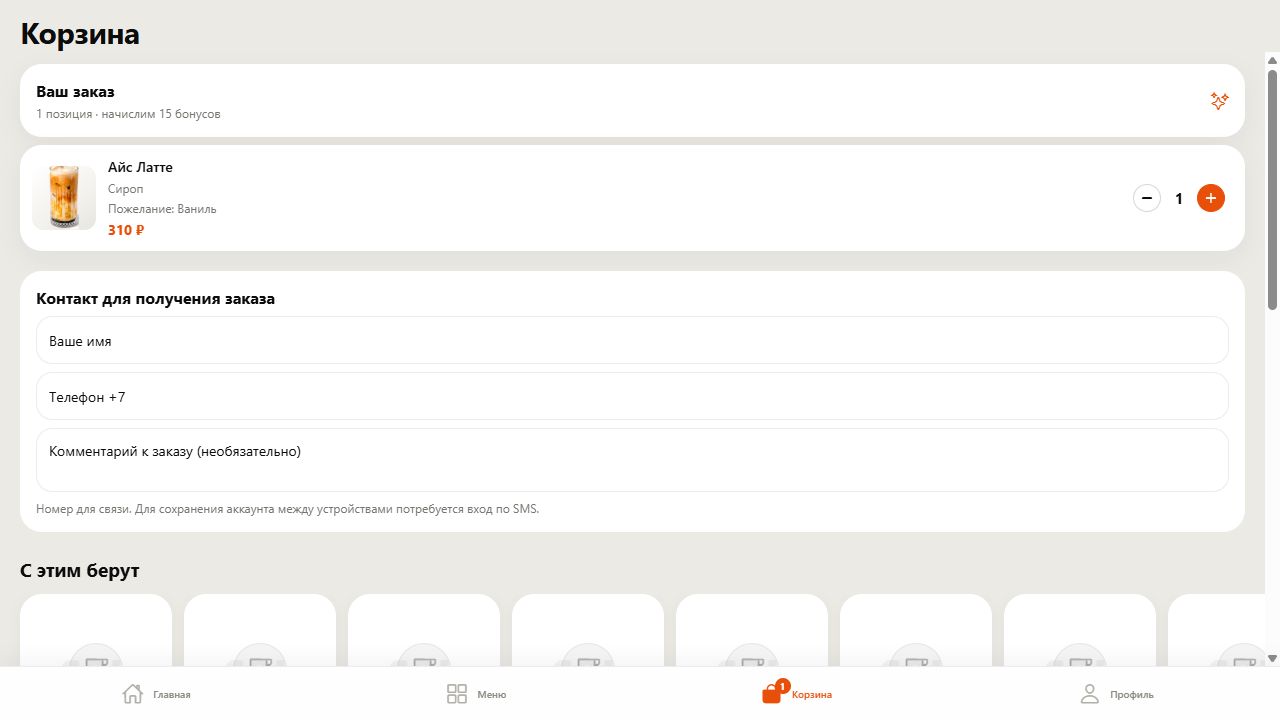 Корзина
Ваш заказ
1 позиция · начислим 15 бонусов
Айс Латте
Сироп
Пожелание: Ваниль
310 ₽
1
Контакт для получения заказа
Ваше имя
Телефон +7
Комментарий к заказу (необязательно)
Номер для связи. Для сохранения аккаунта между устройствами потребуется вход по SMS.
С этим берут
Главная
Меню
1
Корзина
Профиль